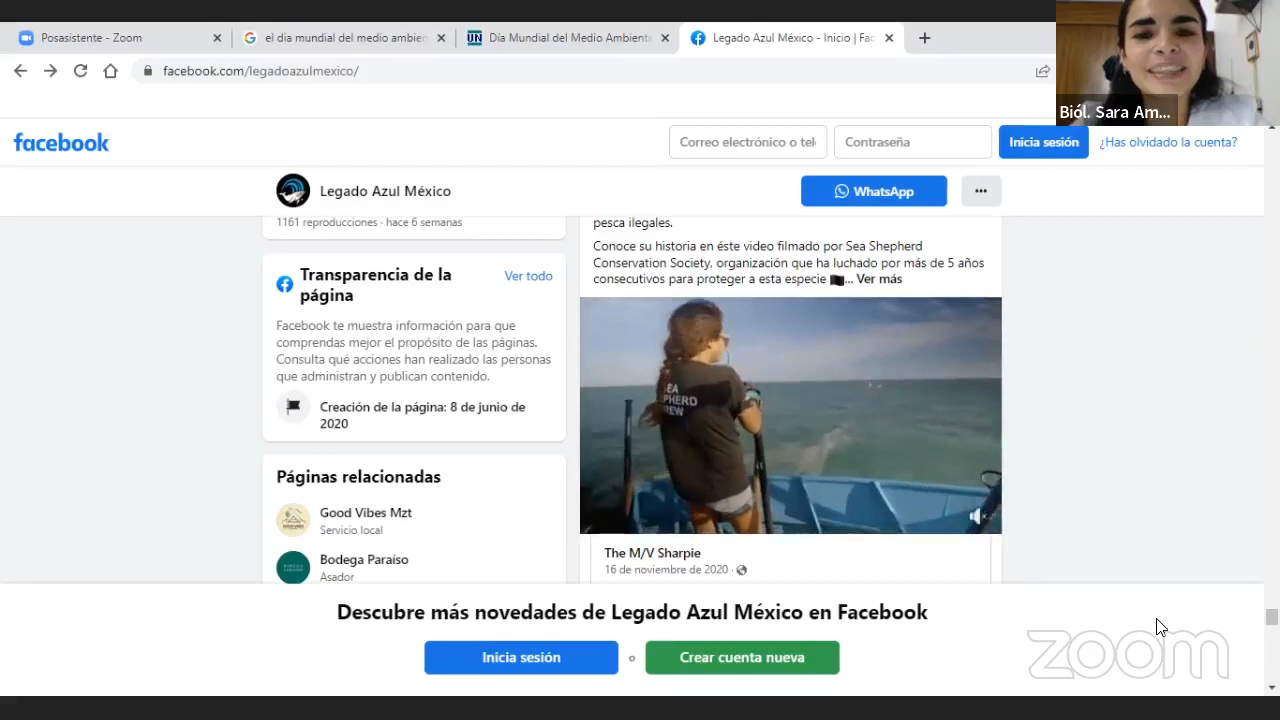 Posasistente - Zoom
el dia mundial del medio ambien
UN
Día Mundial del Medio Ambiente
Legado Azul México - Inicio | Fac
facebook.com/legadoazulmexico/
Biól. Sara Am...
facebook
Correo electrónico o telé
Contraseña
Inicia sesión
¿Has olvidado la cuenta?
Legado Azul México
WhatsApp
1161 reproducciones · hace 6 semanas
Transparencia de la
página
Ver todo
Facebook te muestra información para que
comprendas mejor el propósito de las páginas.
Consulta qué acciones han realizado las personas
que administran y publican contenido.
Creación de la página: 8 de junio de
2020
Páginas relacionadas
Good Vibes Mzt
Servicio local
Bodega Paraíso
Asador
pesca ilegales.
Conoce su historia en éste video filmado por Sea Shepherd
Conservation Society, organización que ha luchado por más de 5 años
consecutivos para proteger a esta especie 🏴... Ver más
SEA
SHEPHERD
CREW
The M/V Sharpie
16 de noviembre de 2020 ·
Descubre más novedades de Legado Azul México en Facebook
Inicia sesión
o
Crear cuenta nueva
zoom